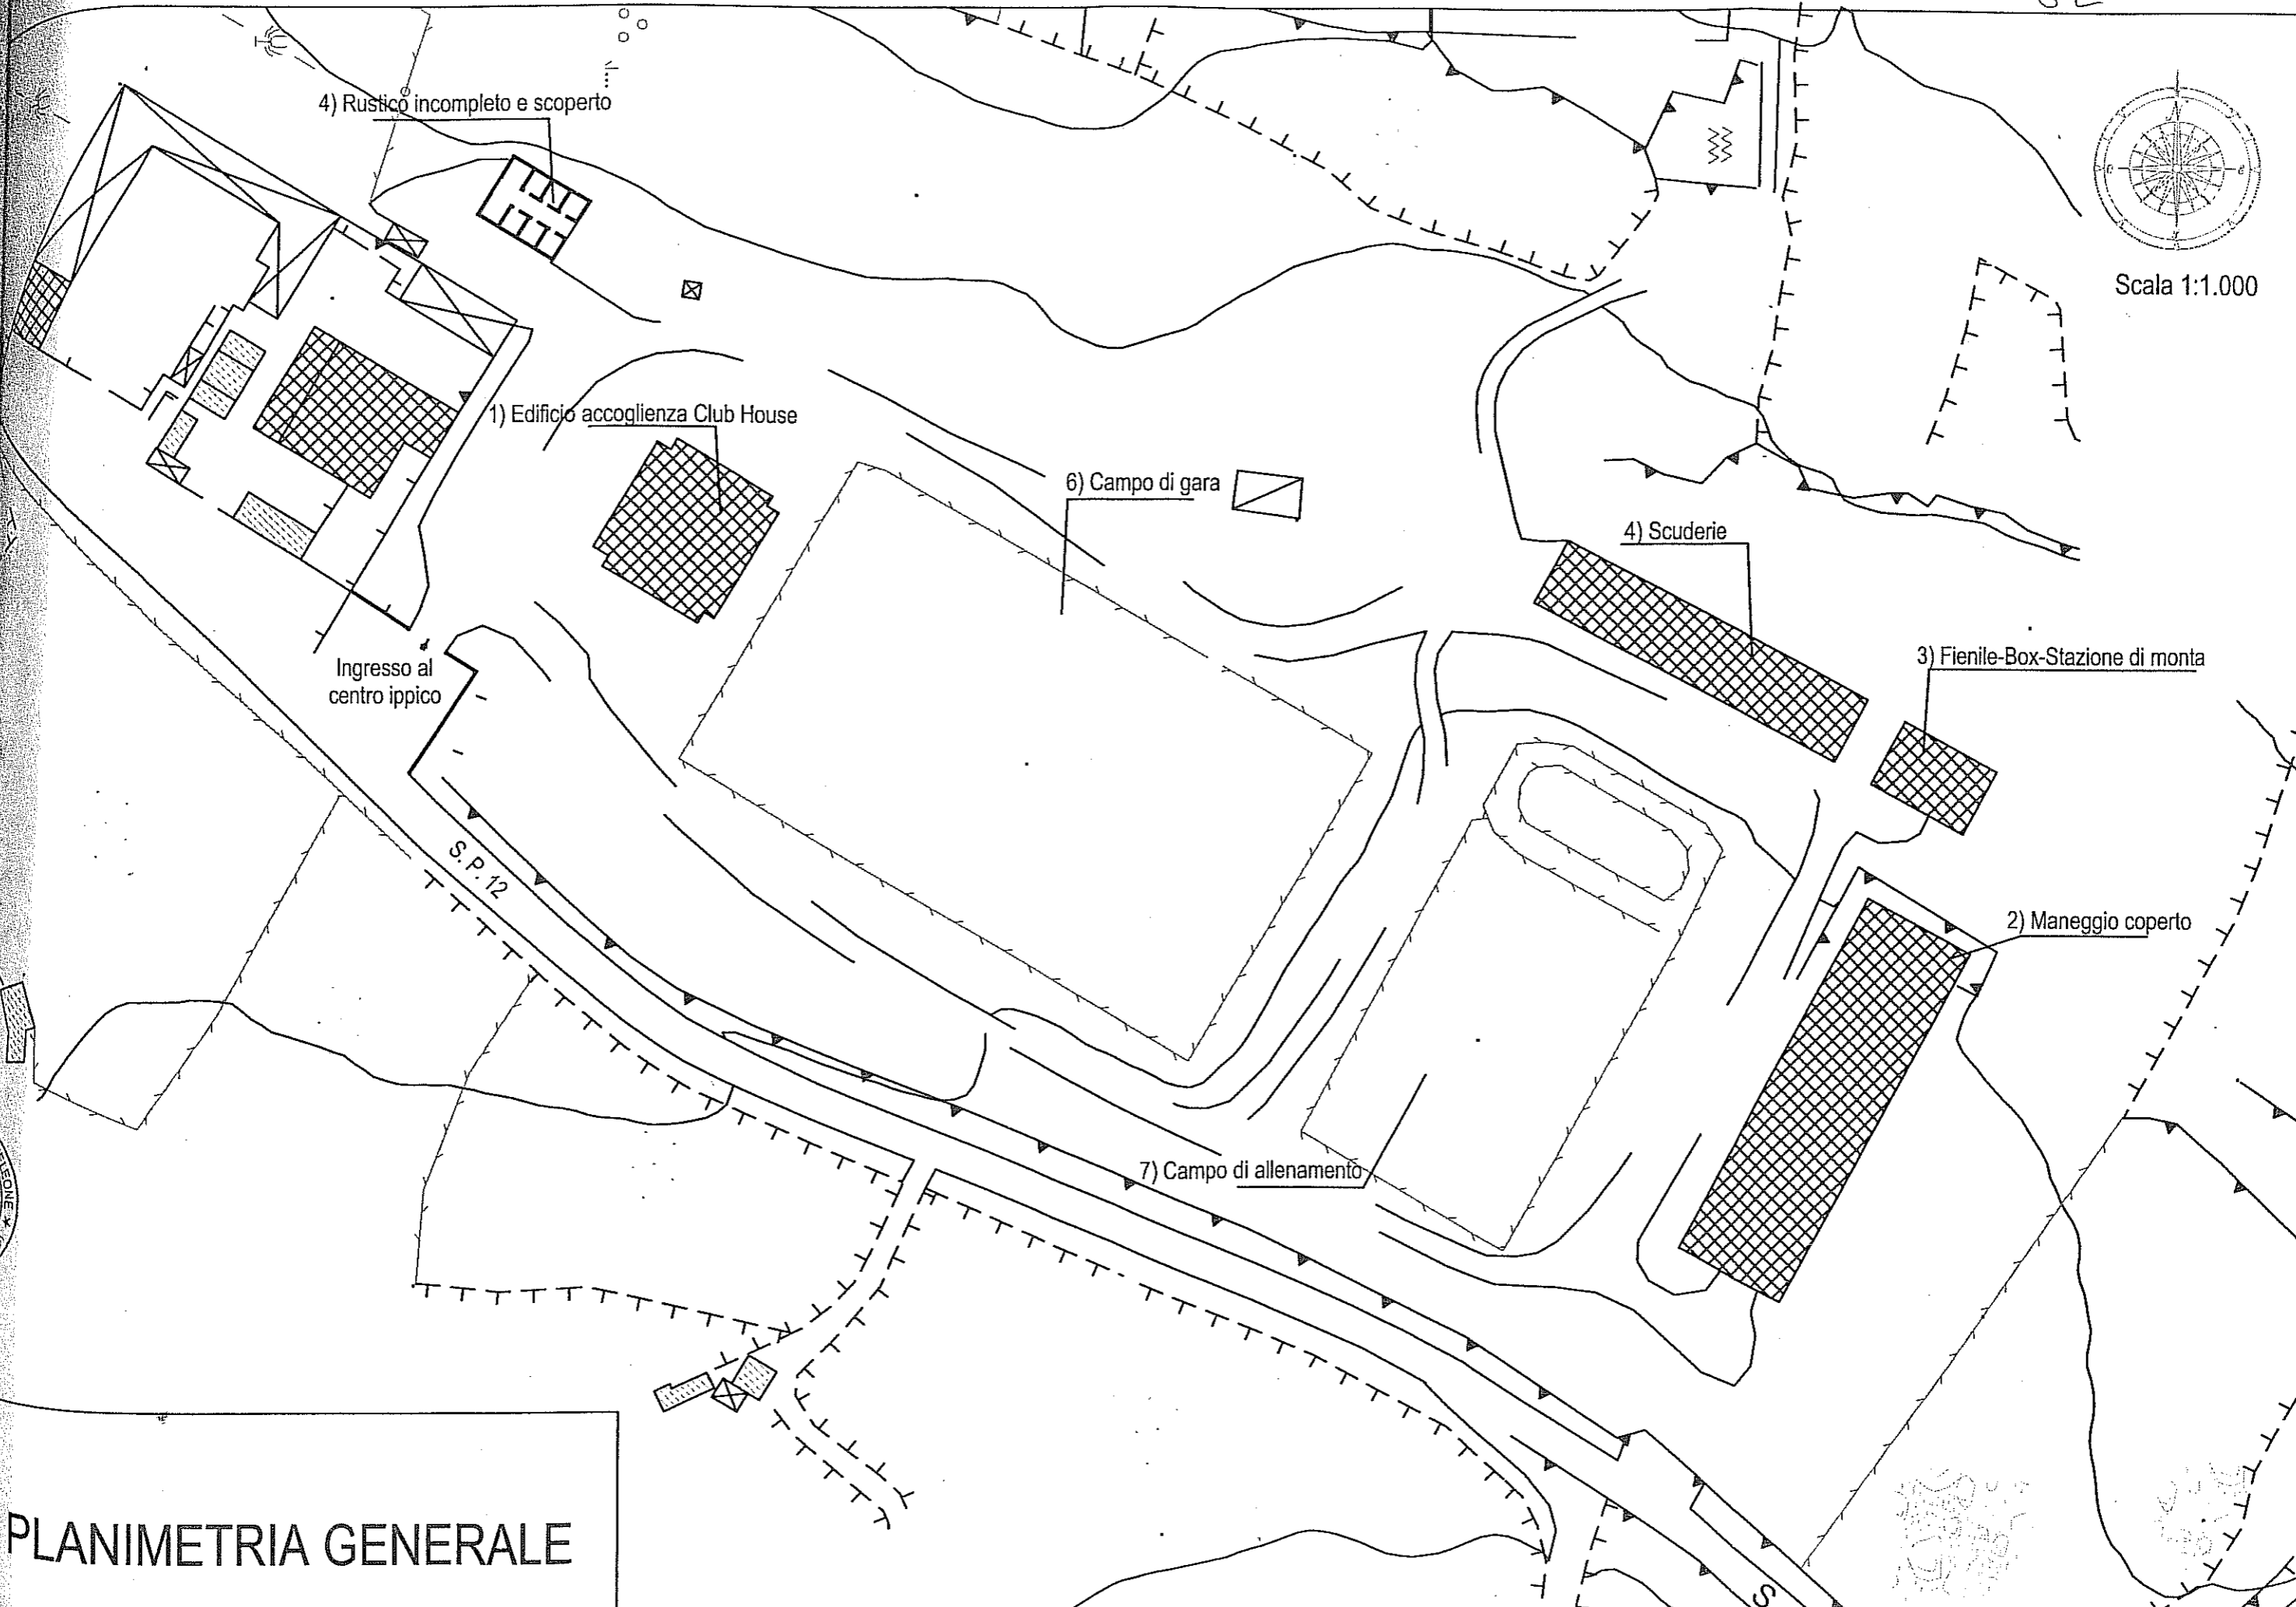 4) Rustico incompleto e scoperto
Scala 1:1.000
1) Edificio accoglienza Club House
6) Campo di gara
4) Scuderie
3) Fienile-Box-Stazione di monta
Ingresso al
centro ippico
S.P. 12
2) Maneggio coperto
7) Campo di allenamento
PLANIMETRIA GENERALE